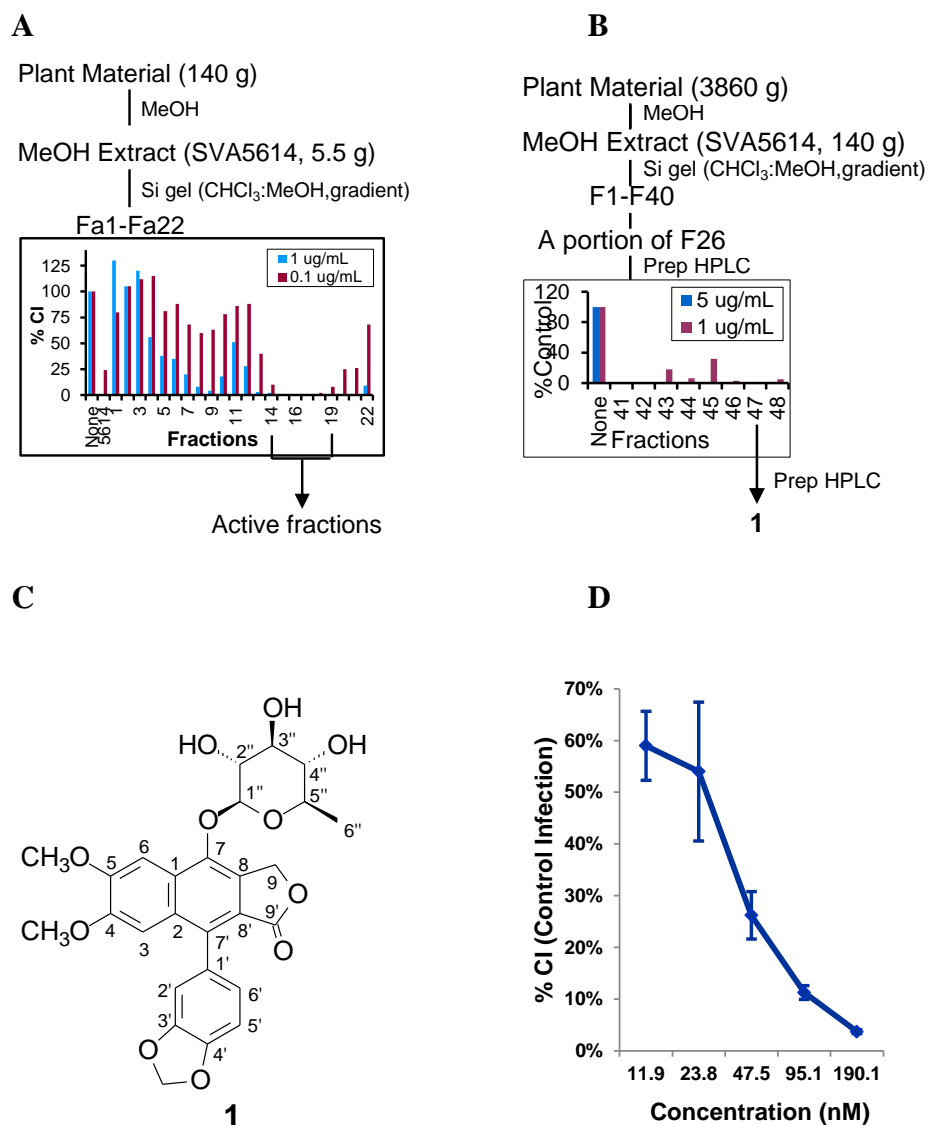 A
Plant Material (140 g)
MeOH
MeOH Extract (SVA5614, 5.5 g)
Si gel (CHCl₃:MeOH,gradient)
Fa1-Fa22
1 ug/mL
0.1 ug/mL
% CI
125
100
75
50
25
0
None
5614
1
3
5
7
9
11
14
16
19
22
Fractions
Active fractions
B
Plant Material (3860 g)
MeOH
MeOH Extract (SVA5614, 140 g)
Si gel (CHCl₃:MeOH,gradient)
F1-F40
A portion of F26
Prep HPLC
5 ug/mL
1 ug/mL
%Control
120
80
40
0
None
41
42
43
44
45
46
47
48
Fractions
Prep HPLC
1
C
OH
HO
3''
OH
2''
4''
1''
5''
O
O
6''
7
CH₃O
6
1
8
5
9
O
4
2
8'
9'
CH₃O
3
7'
O
1'
2'
6'
3'
5'
O
4'
O
1
D
70%
60%
50%
40%
30%
20%
10%
0%
% CI (Control Infection)
11.9 23.8 47.5 95.1 190.1
Concentration (nM)